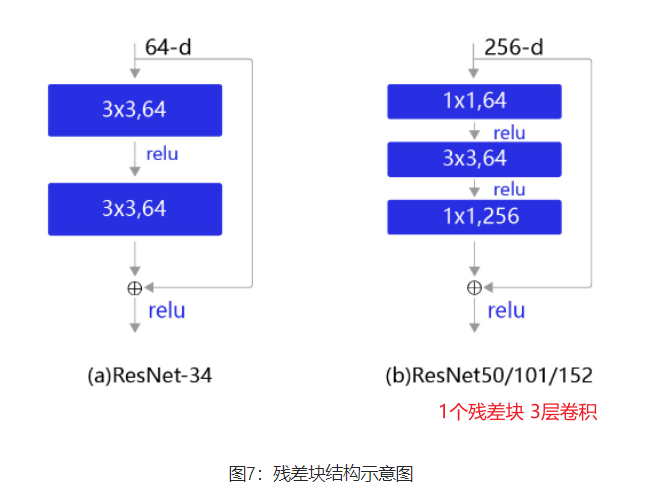 64-d
3x3,64
relu
3x3,64
relu
(a)ResNet-34
256-d
1x1,64
relu
3x3,64
relu
1x1,256
relu
(b)ResNet50/101/152
1个残差块 3层卷积
图7：残差块结构示意图